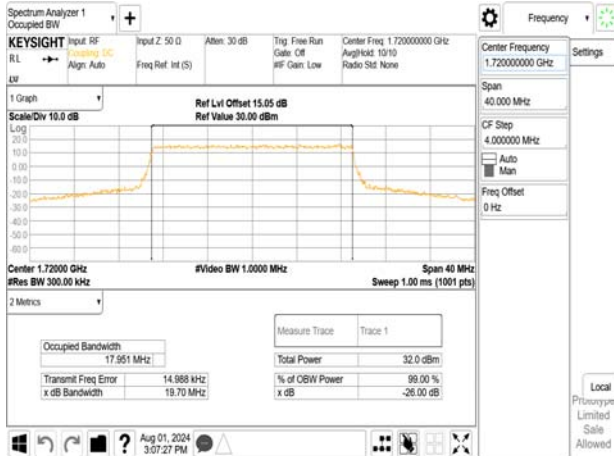 Spectrum Analyzer 1
Occupied BW
+
KEYSIGHT
Input: RF
Coupling: DC
Align: Auto
RL
Input Z: 50 Ω
Freq Ref: Int (S)
Atten: 30 dB
Trig: Free Run
Gate: Off
#IF Gain: Low
Center Freq: 1.720000000 GHz
Avg|Hold: 10/10
Radio Std: None
1 Graph
Scale/Div 10.0 dB
Ref Lvl Offset 15.05 dB
Ref Value 30.00 dBm
Log
20.0
10.0
0.00
-10.0
-20.0
-30.0
-40.0
-50.0
-60.0
Center 1.72000 GHz
#Video BW 1.0000 MHz
Span 40 MHz
#Res BW 300.00 kHz
Sweep 1.00 ms (1001 pts)
2 Metrics
Measure Trace
Trace 1
Occupied Bandwidth
17.951 MHz
Total Power
32.0 dBm
Transmit Freq Error
14.988 kHz
% of OBW Power
99.00 %
x dB Bandwidth
19.70 MHz
x dB
-26.00 dB
?
Aug 01, 2024
3:07:27 PM
Frequency
Center Frequency
1.720000000 GHz
Settings
Span
40.000 MHz
CF Step
4.000000 MHz
Auto
Man
Freq Offset
0 Hz
Local
Prototype
Limited
Sale
Allowed